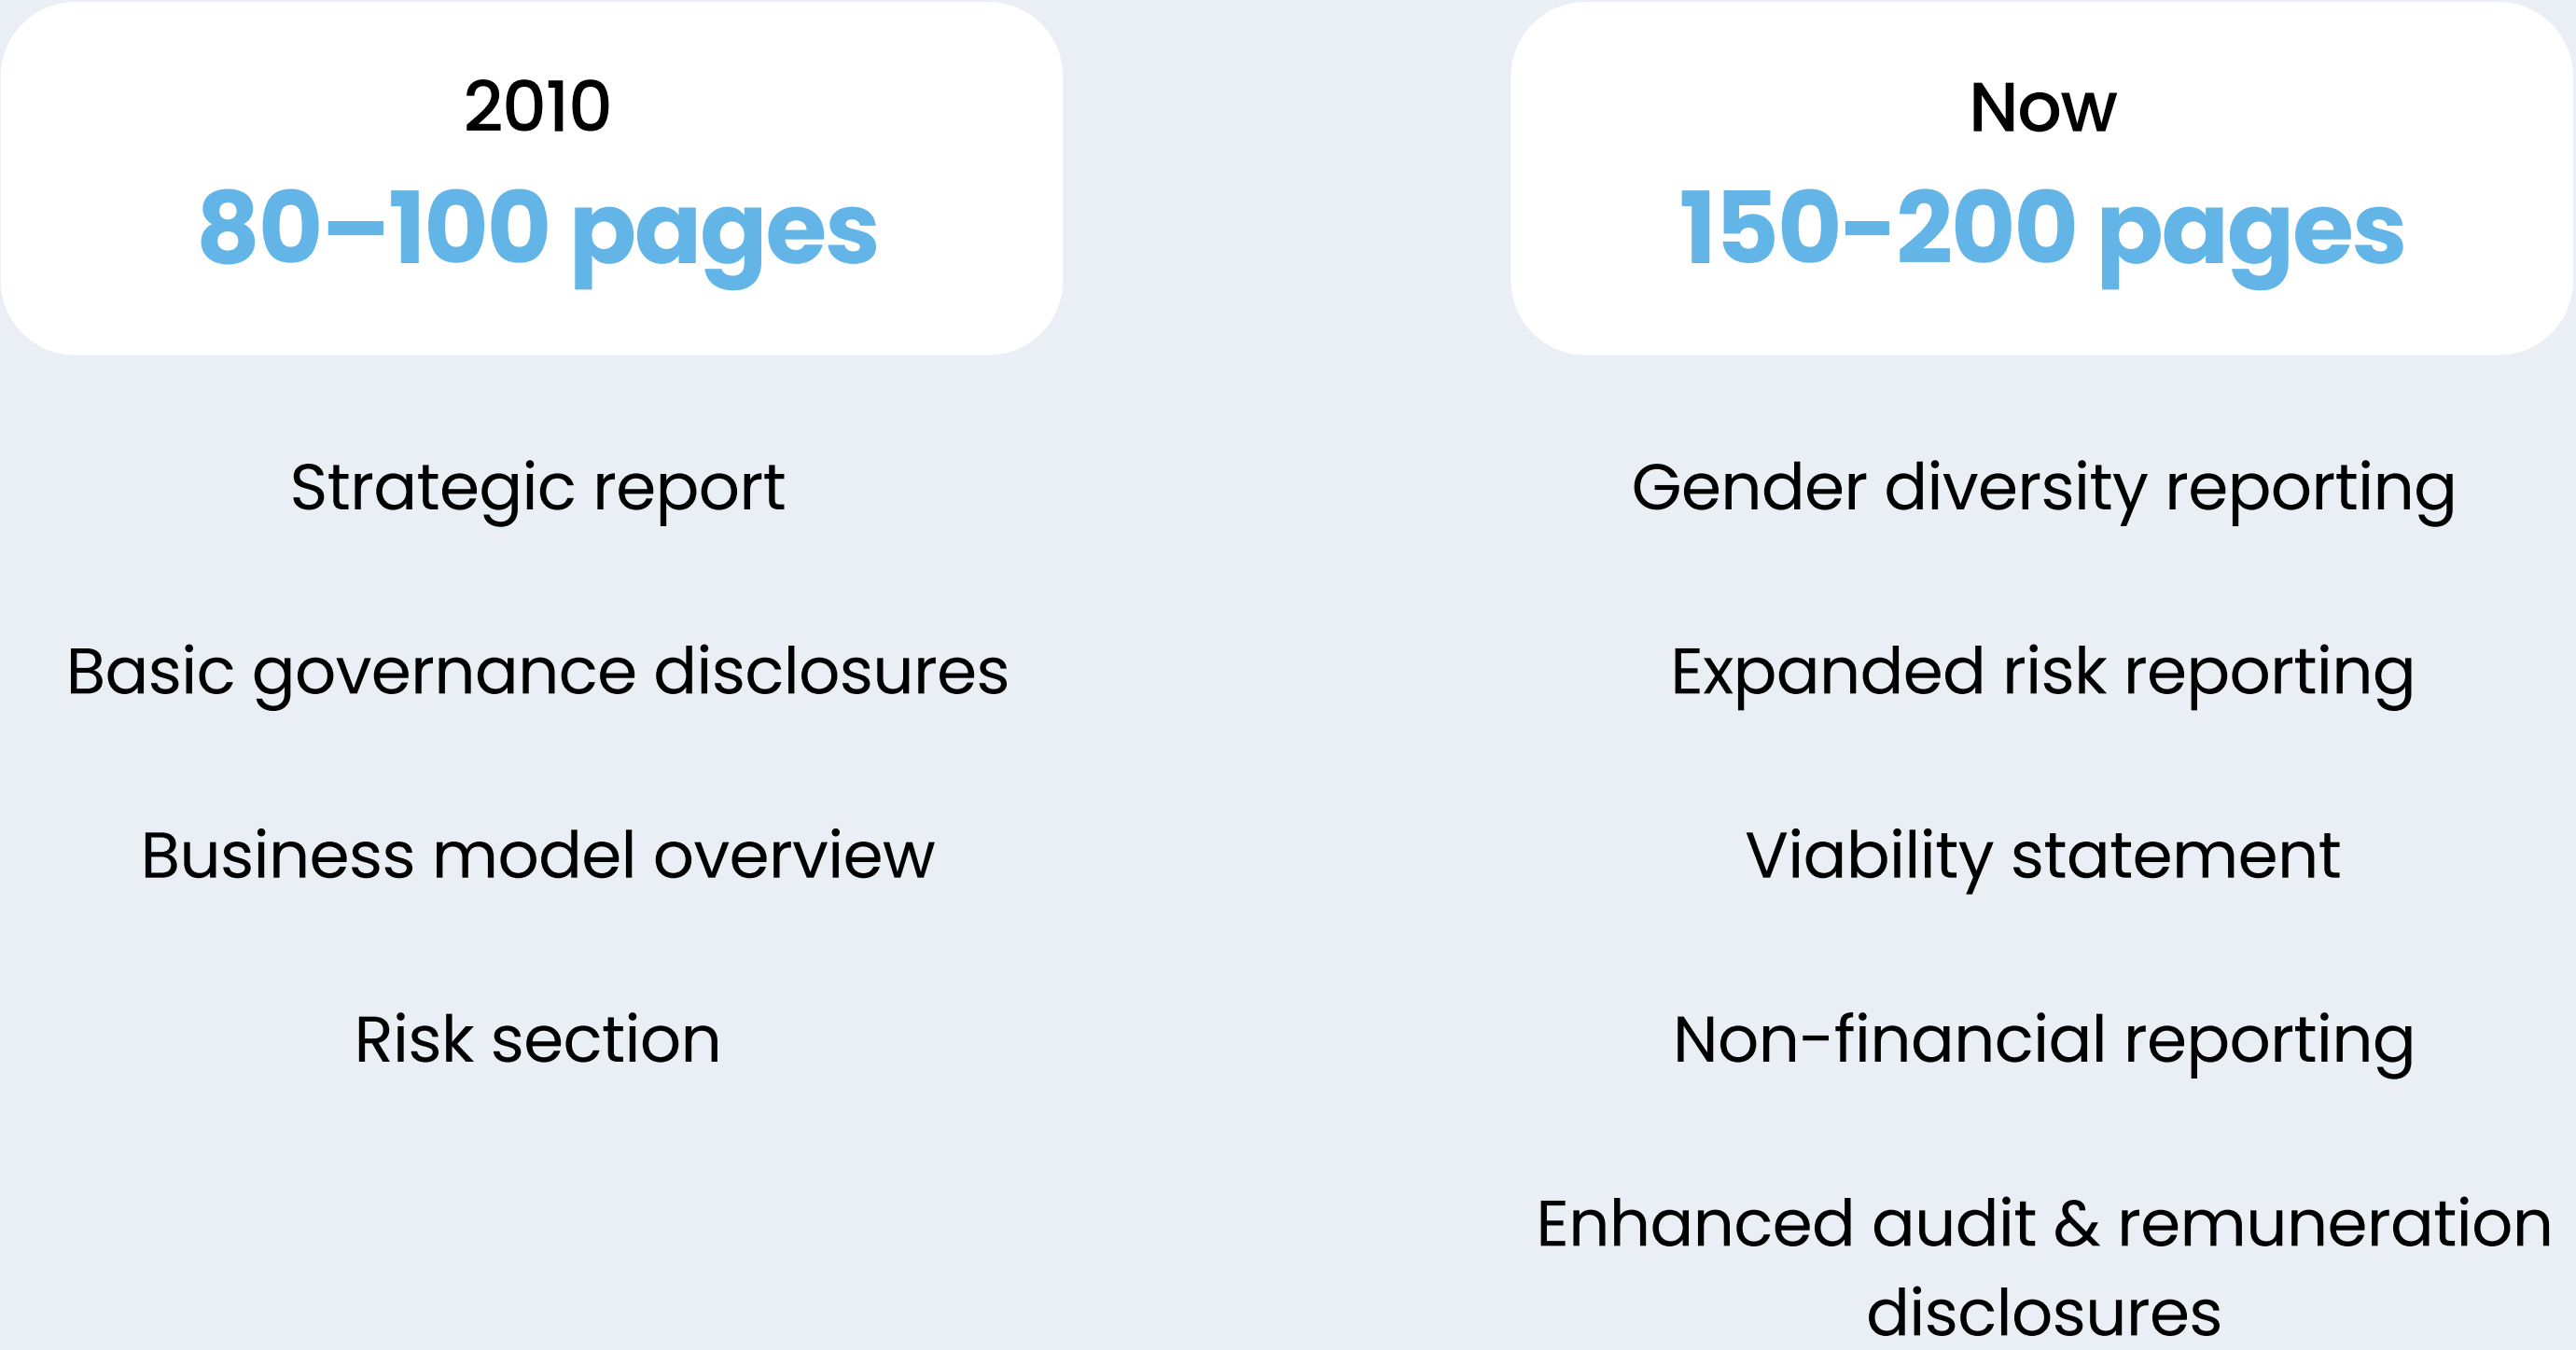 2010
80–100 pages
Strategic report
Basic governance disclosures
Business model overview
Risk section
Now
150-200 pages
Gender diversity reporting
Expanded risk reporting
Viability statement
Non-financial reporting
Enhanced audit & remuneration
disclosures